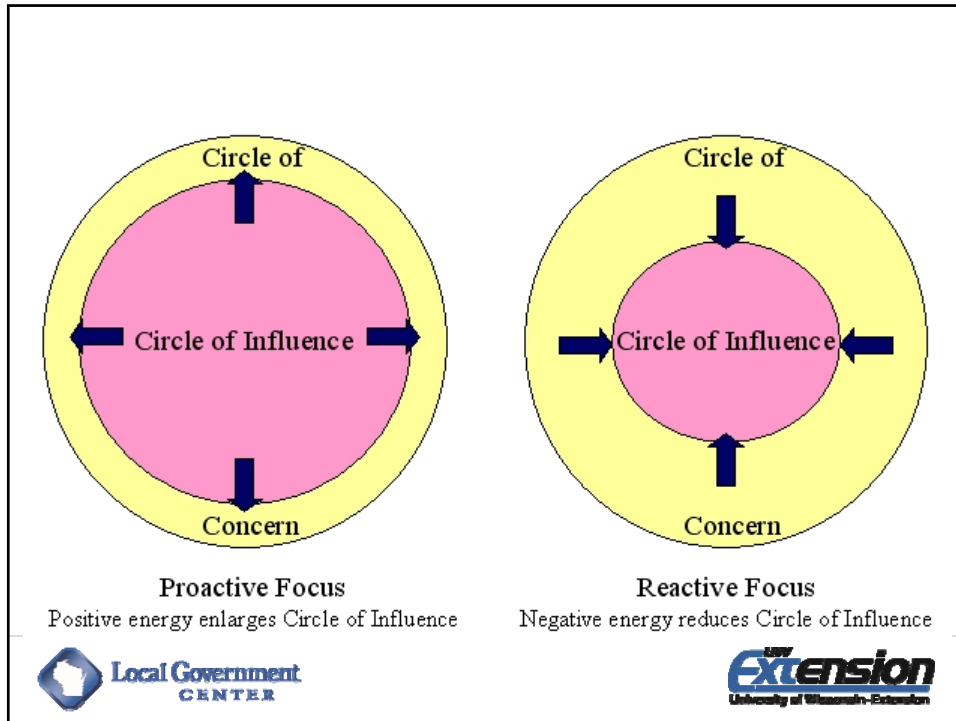 Circle of
Circle of Influence
Concern
Proactive Focus
Positive energy enlarges Circle of Influence
Circle of
Circle of Influence
Concern
Reactive Focus
Negative energy reduces Circle of Influence
Local Government
CENTER
UW
Extension
University of Wisconsin-Extension